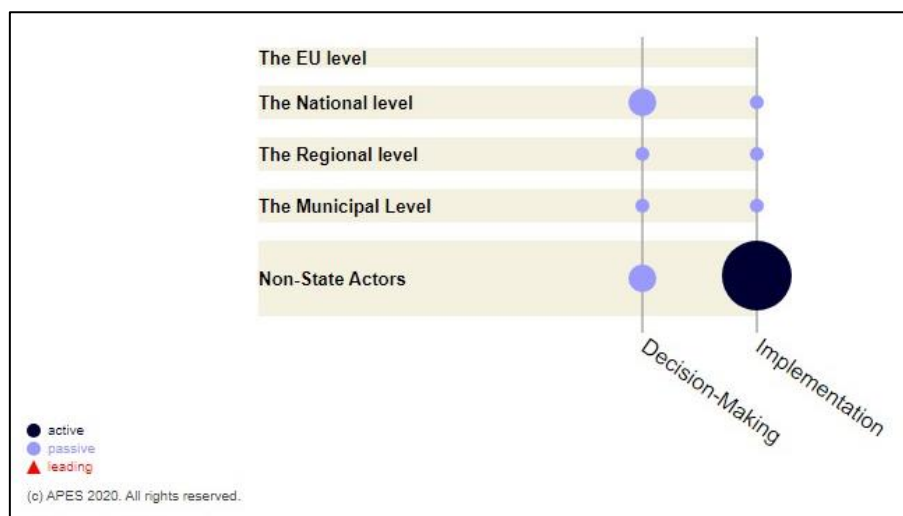 The EU level
The National level
The Regional level
The Municipal Level
Non-State Actors
Decision-Making
Implementation
active
passive
leading
(c) APES 2020. All rights reserved.